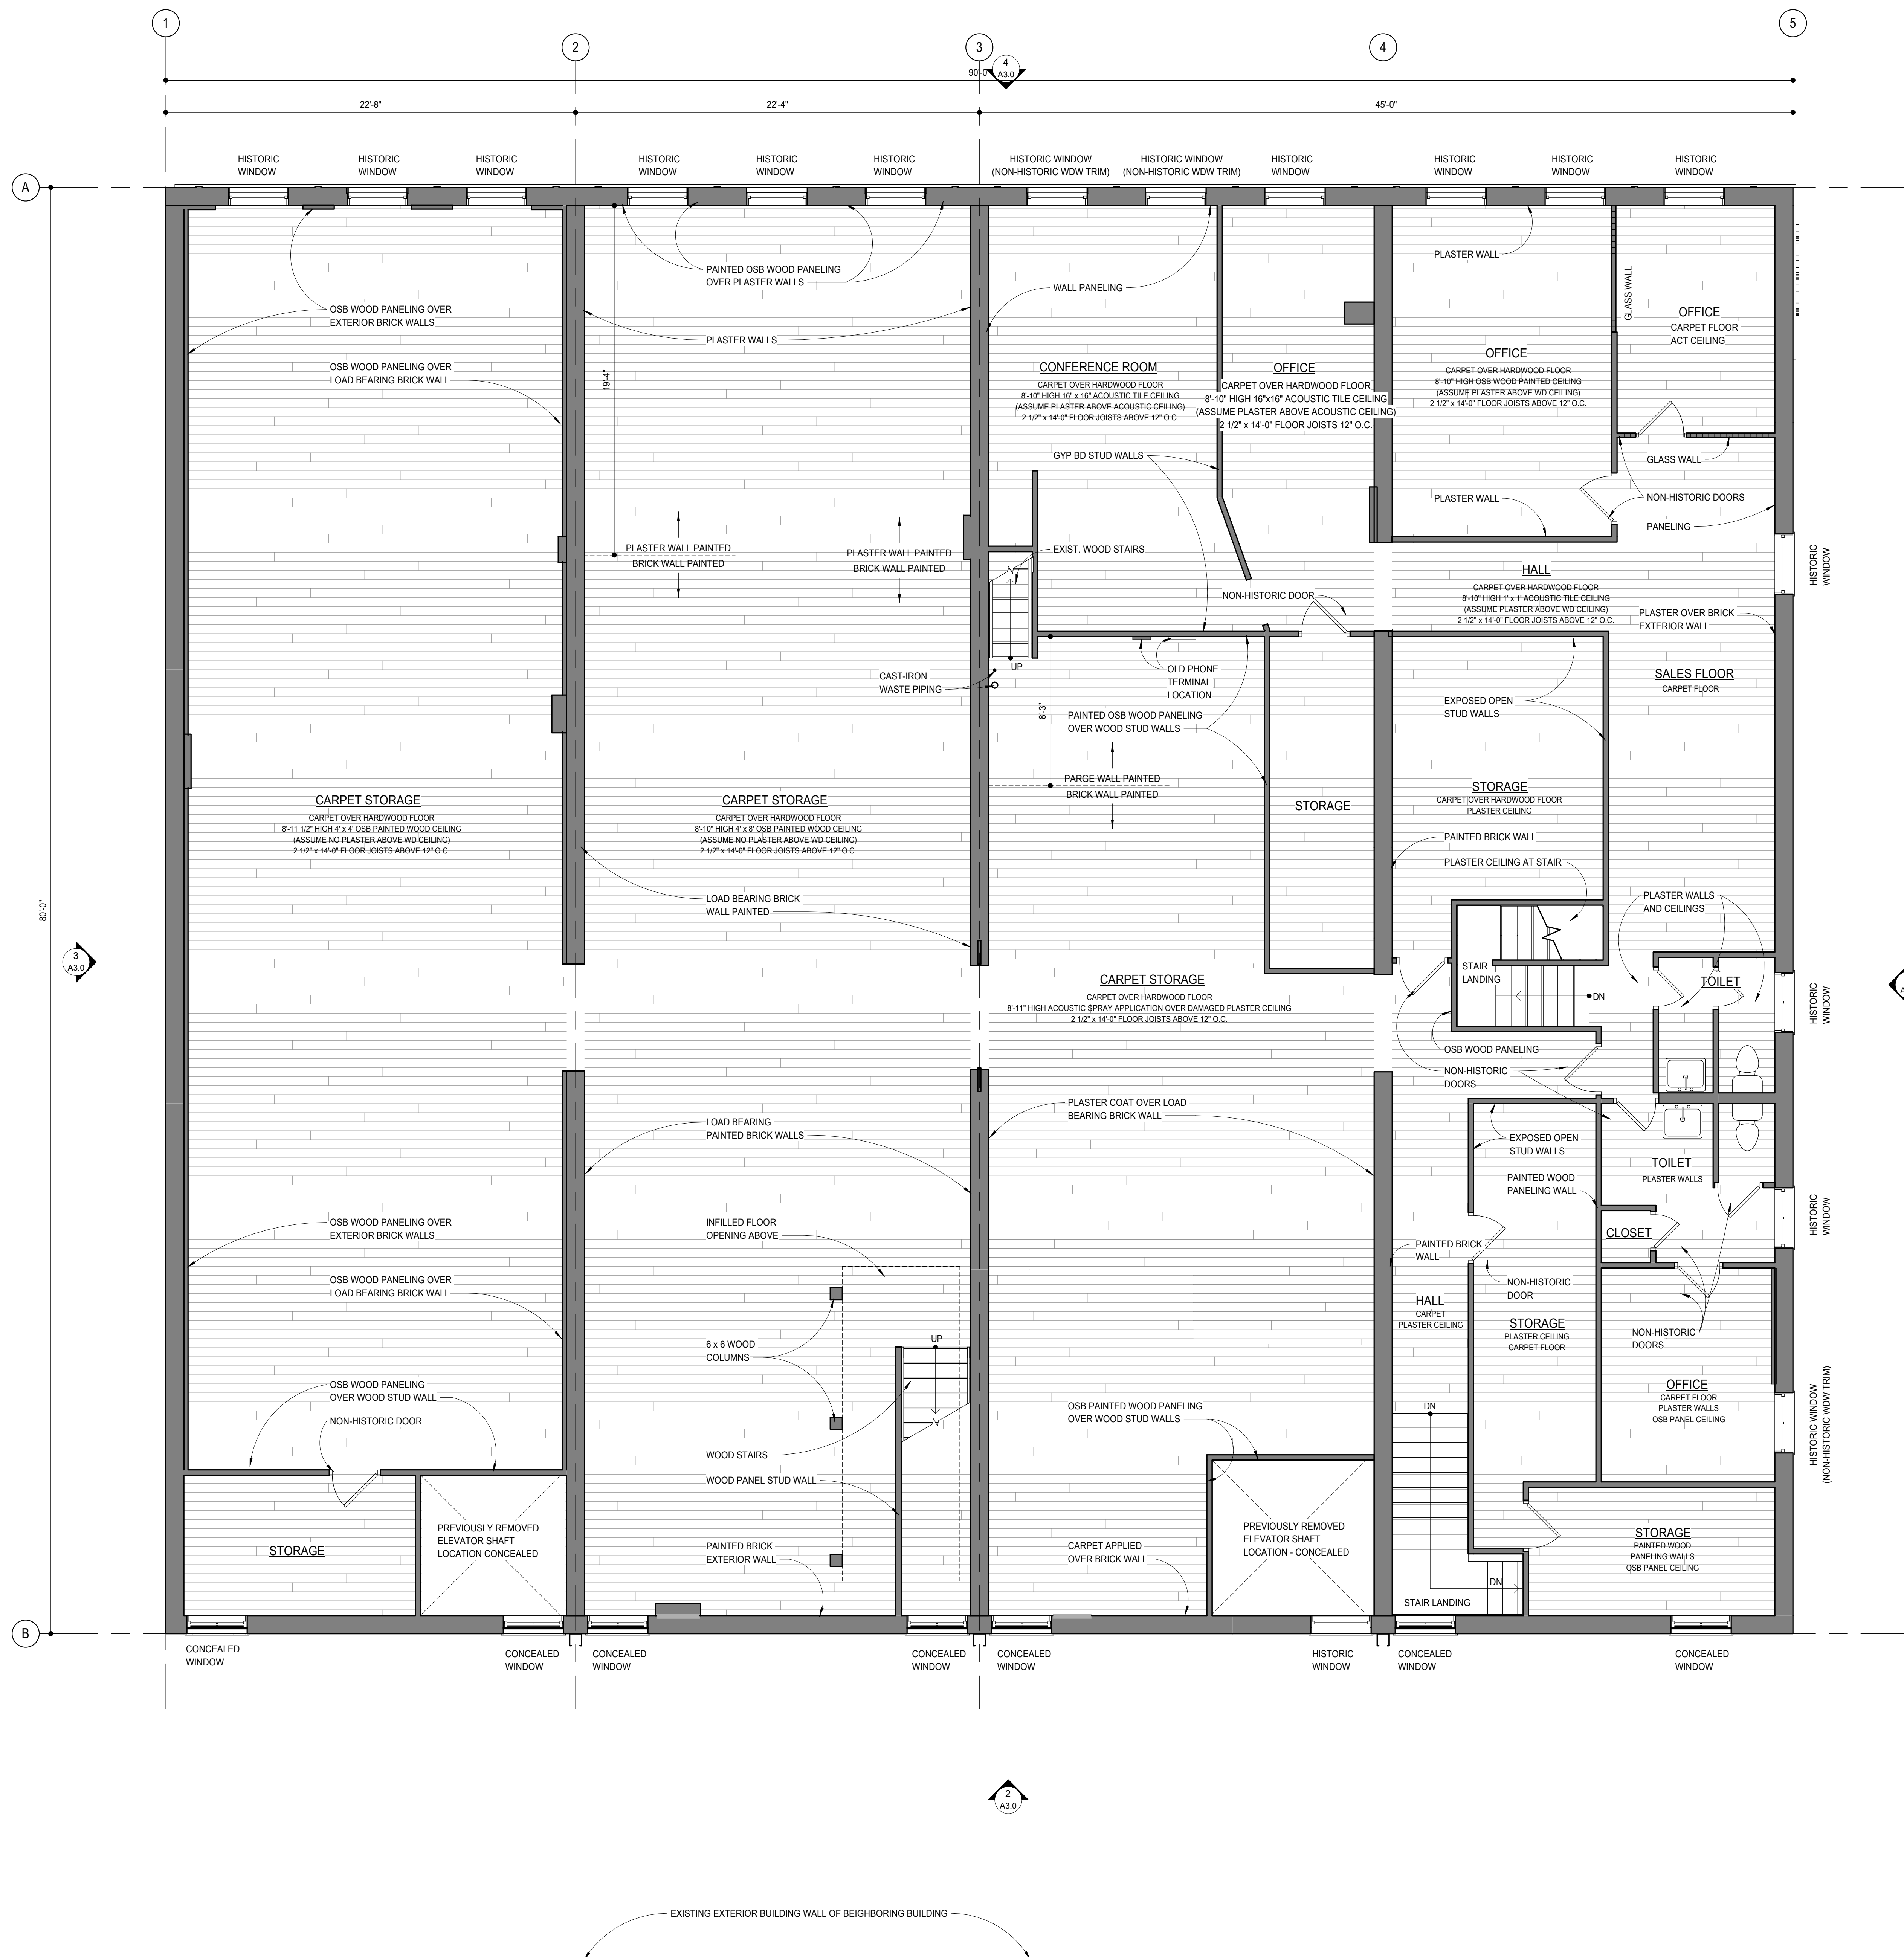 1
2
3
4
5
4
A3.0
90'-0
22'-8"
22'-4"
45'-0"
HISTORIC
WINDOW
HISTORIC
WINDOW
HISTORIC
WINDOW
HISTORIC
WINDOW
HISTORIC
WINDOW
HISTORIC
WINDOW
HISTORIC WINDOW
(NON-HISTORIC WDW TRIM)
HISTORIC WINDOW
(NON-HISTORIC WDW TRIM)
HISTORIC
WINDOW
HISTORIC
WINDOW
HISTORIC
WINDOW
HISTORIC
WINDOW
A
PAINTED OSB WOOD PANELING
OVER PLASTER WALLS
PLASTER WALL
WALL PANELING
GLASS WALL
OSB WOOD PANELING OVER
EXTERIOR BRICK WALLS
PLASTER WALLS
OFFICE
CARPET FLOOR
ACT CEILING
OSB WOOD PANELING OVER
LOAD BEARING BRICK WALL
19'-4"
CONFERENCE ROOM
CARPET OVER HARDWOOD FLOOR
8'-10" HIGH 16" x 16" ACOUSTIC TILE CEILING
(ASSUME PLASTER ABOVE ACOUSTIC CEILING)
2 1/2" x 14'-0" FLOOR JOISTS ABOVE 12" O.C.
OFFICE
CARPET OVER HARDWOOD FLOOR
8'-10" HIGH 16"x16" ACOUSTIC TILE CEILING
(ASSUME PLASTER ABOVE ACOUSTIC CEILING)
2 1/2" x 14'-0" FLOOR JOISTS 12" O.C.
OFFICE
CARPET OVER HARDWOOD FLOOR
8'-10" HIGH OSB WOOD PAINTED CEILING
(ASSUME PLASTER ABOVE WD CEILING)
2 1/2" x 14'-0" FLOOR JOISTS ABOVE 12" O.C.
GYP BD STUD WALLS
GLASS WALL
PLASTER WALL
NON-HISTORIC DOORS
PANELING
PLASTER WALL PAINTED
BRICK WALL PAINTED
PLASTER WALL PAINTED
BRICK WALL PAINTED
EXIST. WOOD STAIRS
HISTORIC
WINDOW
HALL
CARPET OVER HARDWOOD FLOOR
8'-10" HIGH 1' x 1' ACOUSTIC TILE CEILING
(ASSUME PLASTER ABOVE WD CEILING)
2 1/2" x 14'-0" FLOOR JOISTS ABOVE 12" O.C.
NON-HISTORIC DOOR
PLASTER OVER BRICK
EXTERIOR WALL
UP
CAST-IRON
WASTE PIPING
OLD PHONE
TERMINAL
LOCATION
SALES FLOOR
CARPET FLOOR
8'-3"
PAINTED OSB WOOD PANELING
OVER WOOD STUD WALLS
EXPOSED OPEN
STUD WALLS
PARGE WALL PAINTED
BRICK WALL PAINTED
STORAGE
STORAGE
CARPET OVER HARDWOOD FLOOR
PLASTER CEILING
CARPET STORAGE
CARPET OVER HARDWOOD FLOOR
8'-11 1/2" HIGH 4' x 4' OSB PAINTED WOOD CEILING
(ASSUME NO PLASTER ABOVE WD CEILING)
2 1/2" x 14'-0" FLOOR JOISTS ABOVE 12" O.C.
CARPET STORAGE
CARPET OVER HARDWOOD FLOOR
8'-10" HIGH 4' x 8' OSB PAINTED WOOD CEILING
(ASSUME NO PLASTER ABOVE WD CEILING)
2 1/2" x 14'-0" FLOOR JOISTS ABOVE 12" O.C.
PAINTED BRICK WALL
PLASTER CEILING AT STAIR
80'-0"
LOAD BEARING BRICK
WALL PAINTED
PLASTER WALLS
AND CEILINGS
3
A3.0
STAIR
LANDING
TOILET
DN
CARPET STORAGE
CARPET OVER HARDWOOD FLOOR
8'-11" HIGH ACOUSTIC SPRAY APPLICATION OVER DAMAGED PLASTER CEILING
2 1/2" x 14'-0" FLOOR JOISTS ABOVE 12" O.C.
HISTORIC
WINDOW
OSB WOOD PANELING
NON-HISTORIC
DOORS
LOAD BEARING
PAINTED BRICK WALLS
PLASTER COAT OVER LOAD
BEARING BRICK WALL
EXPOSED OPEN
STUD WALLS
TOILET
PLASTER WALLS
PAINTED WOOD
PANELING WALL
HISTORIC
WINDOW
OSB WOOD PANELING OVER
EXTERIOR BRICK WALLS
INFILLED FLOOR
OPENING ABOVE
CLOSET
PAINTED BRICK
WALL
OSB WOOD PANELING OVER
LOAD BEARING BRICK WALL
NON-HISTORIC
DOOR
HALL
CARPET
PLASTER CEILING
STORAGE
PLASTER CEILING
CARPET FLOOR
NON-HISTORIC
DOORS
UP
6 x 6 WOOD
COLUMNS
OSB WOOD PANELING
OVER WOOD STUD WALL
OFFICE
CARPET FLOOR
PLASTER WALLS
OSB PANEL CEILING
NON-HISTORIC DOOR
OSB PAINTED WOOD PANELING
OVER WOOD STUD WALLS
DN
HISTORIC WINDOW
(NON-HISTORIC WDW TRIM)
WOOD STAIRS
WOOD PANEL STUD WALL
PREVIOUSLY REMOVED
ELEVATOR SHAFT
LOCATION CONCEALED
PREVIOUSLY REMOVED
ELEVATOR SHAFT
LOCATION - CONCEALED
STORAGE
PAINTED BRICK
EXTERIOR WALL
CARPET APPLIED
OVER BRICK WALL
STORAGE
PAINTED WOOD
PANELING WALLS
OSB PANEL CEILING
DN
STAIR LANDING
B
CONCEALED
WINDOW
CONCEALED
WINDOW
CONCEALED
WINDOW
CONCEALED
WINDOW
CONCEALED
WINDOW
HISTORIC
WINDOW
CONCEALED
WINDOW
CONCEALED
WINDOW
2
A3.0
EXISTING EXTERIOR BUILDING WALL OF BEIGHBORING BUILDING